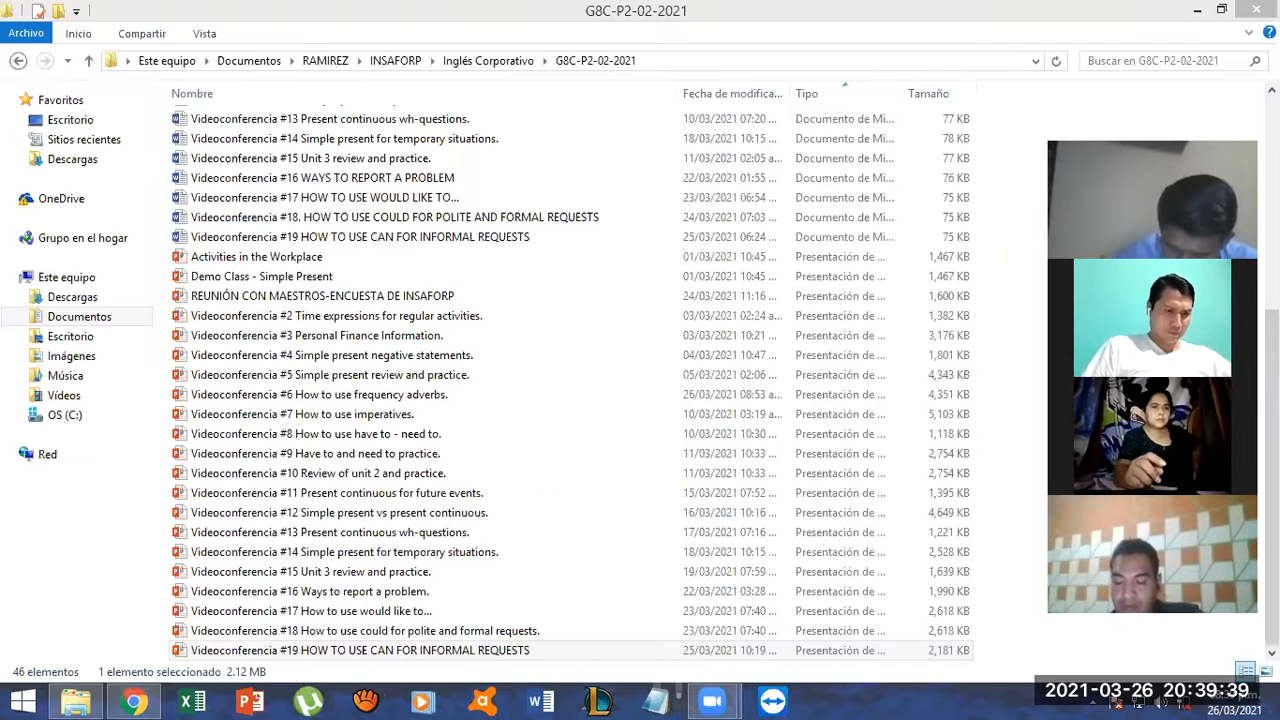 G8C-P2-02-2021
Archivo Inicio Compartir Vista
Este equipo Documentos RAMIREZ INSAFORP Inglés Corporativo G8C-P2-02-2021 Buscar en G8C-P2-02-2021
Nombre Fecha de modifica... Tipo Tamaño
Favoritos
Escritorio
Sitios recientes
Descargas
OneDrive
Grupo en el hogar
Este equipo
Descargas
Documentos
Escritorio
Imágenes
Música
Vídeos
OS (C:)
Red
Videoconferencia #13 Present continuous wh-questions. 10/03/2021 07:20 ... Documento de Mi... 77 KB
Videoconferencia #14 Simple present for temporary situations. 18/03/2021 10:15 ... Documento de Mi... 78 KB
Videoconferencia #15 Unit 3 review and practice. 11/03/2021 02:05 a... Documento de Mi... 77 KB
Videoconferencia #16 WAYS TO REPORT A PROBLEM 22/03/2021 01:55 ... Documento de Mi... 76 KB
Videoconferencia #17 HOW TO USE WOULD LIKE TO... 23/03/2021 06:54 ... Documento de Mi... 75 KB
Videoconferencia #18. HOW TO USE COULD FOR POLITE AND FORMAL REQUESTS 24/03/2021 07:03 ... Documento de Mi... 75 KB
Videoconferencia #19 HOW TO USE CAN FOR INFORMAL REQUESTS 25/03/2021 06:24 ... Documento de Mi... 75 KB
Activities in the Workplace 01/03/2021 10:45 ... Presentación de ... 1,467 KB
Demo Class - Simple Present 01/03/2021 10:45 ... Presentación de ... 1,467 KB
REUNIÓN CON MAESTROS-ENCUESTA DE INSAFORP 24/03/2021 11:16 ... Presentación de ... 1,600 KB
Videoconferencia #2 Time expressions for regular activities. 03/03/2021 02:24 a... Presentación de ... 1,382 KB
Videoconferencia #3 Personal Finance Information. 03/03/2021 10:21 ... Presentación de ... 3,176 KB
Videoconferencia #4 Simple present negative statements. 04/03/2021 10:47 ... Presentación de ... 1,801 KB
Videoconferencia #5 Simple present review and practice. 05/03/2021 02:06 ... Presentación de ... 4,343 KB
Videoconferencia #6 How to use frequency adverbs. 26/03/2021 08:53 a... Presentación de ... 4,351 KB
Videoconferencia #7 How to use imperatives. 10/03/2021 03:19 a... Presentación de ... 5,103 KB
Videoconferencia #8 How to use have to - need to. 10/03/2021 10:30 ... Presentación de ... 1,118 KB
Videoconferencia #9 Have to and need to practice. 11/03/2021 10:33 ... Presentación de ... 2,754 KB
Videoconferencia #10 Review of unit 2 and practice. 11/03/2021 10:33 ... Presentación de ... 2,754 KB
Videoconferencia #11 Present continuous for future events. 15/03/2021 07:52 ... Presentación de ... 1,395 KB
Videoconferencia #12 Simple present vs present continuous. 16/03/2021 10:16 ... Presentación de ... 4,649 KB
Videoconferencia #13 Present continuous wh-questions. 17/03/2021 07:16 ... Presentación de ... 1,221 KB
Videoconferencia #14 Simple present for temporary situations. 18/03/2021 10:15 ... Presentación de ... 2,528 KB
Videoconferencia #15 Unit 3 review and practice. 19/03/2021 07:59 ... Presentación de ... 1,639 KB
Videoconferencia #16 Ways to report a problem. 22/03/2021 03:28 ... Presentación de ... 1,990 KB
Videoconferencia #17 How to use would like to... 23/03/2021 07:40 ... Presentación de ... 2,618 KB
Videoconferencia #18 How to use could for polite and formal requests. 23/03/2021 07:40 ... Presentación de ... 2,618 KB
Videoconferencia #19 HOW TO USE CAN FOR INFORMAL REQUESTS 25/03/2021 10:19 ... Presentación de ... 2,181 KB
46 elementos 1 elemento seleccionado 2.12 MB
2021-03-26 20:39:39
26/03/2021